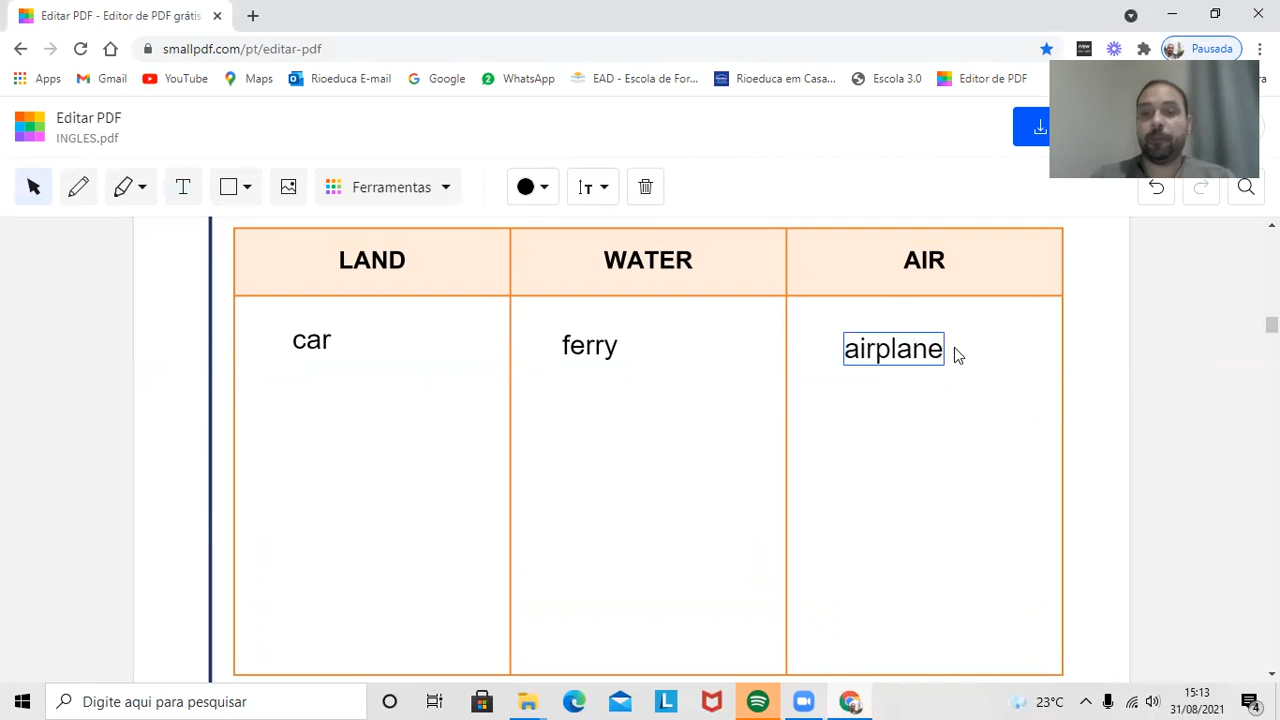 Editar PDF - Editor de PDF grátis
smallpdf.com/pt/editar-pdf
Pausada
Apps
Gmail
YouTube
Maps
Rioeduca E-mail
Google
WhatsApp
EAD - Escola de For...
Rioeduca em Casa...
Escola 3.0
Editor de PDF
Editar PDF
INGLES.pdf
T
Ferramentas
T
LAND WATER AIR
car ferry airplane
Digite aqui para pesquisar
L
23°C
15:13
31/08/2021
4